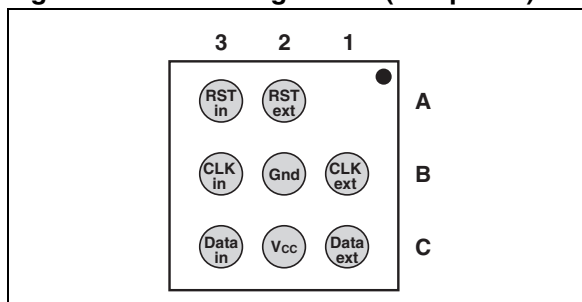 3 2 1
RST
in
RST
ext
A
CLK
in
Gnd
CLK
ext
B
Data
in
Vcc
Data
ext
C